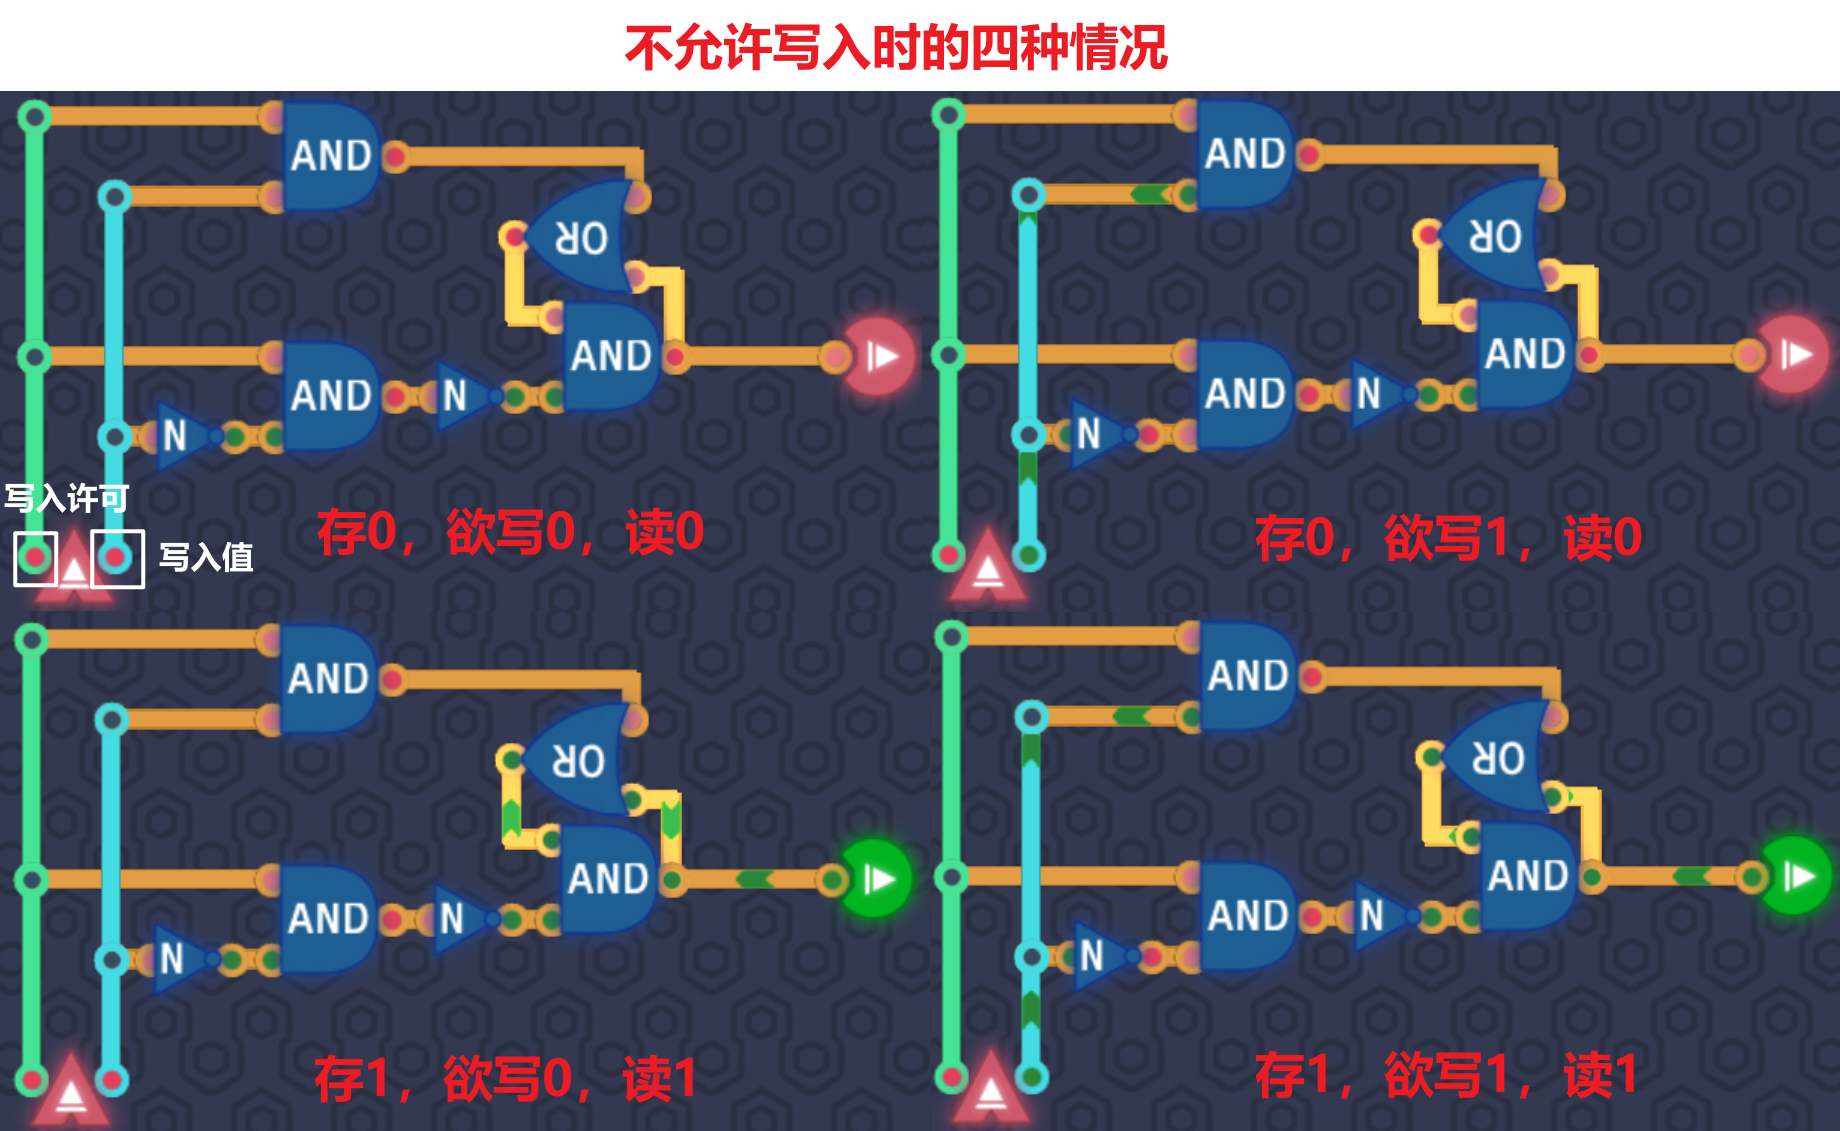 不允许写入时的四种情况
AND
OR
AND
AND
N
N
写入许可
写入值
存0，欲写0，读0
AND
OR
AND
AND
N
N
存0，欲写1，读0
AND
OR
AND
AND
N
N
存1，欲写0，读1
AND
OR
AND
AND
N
N
存1，欲写1，读1